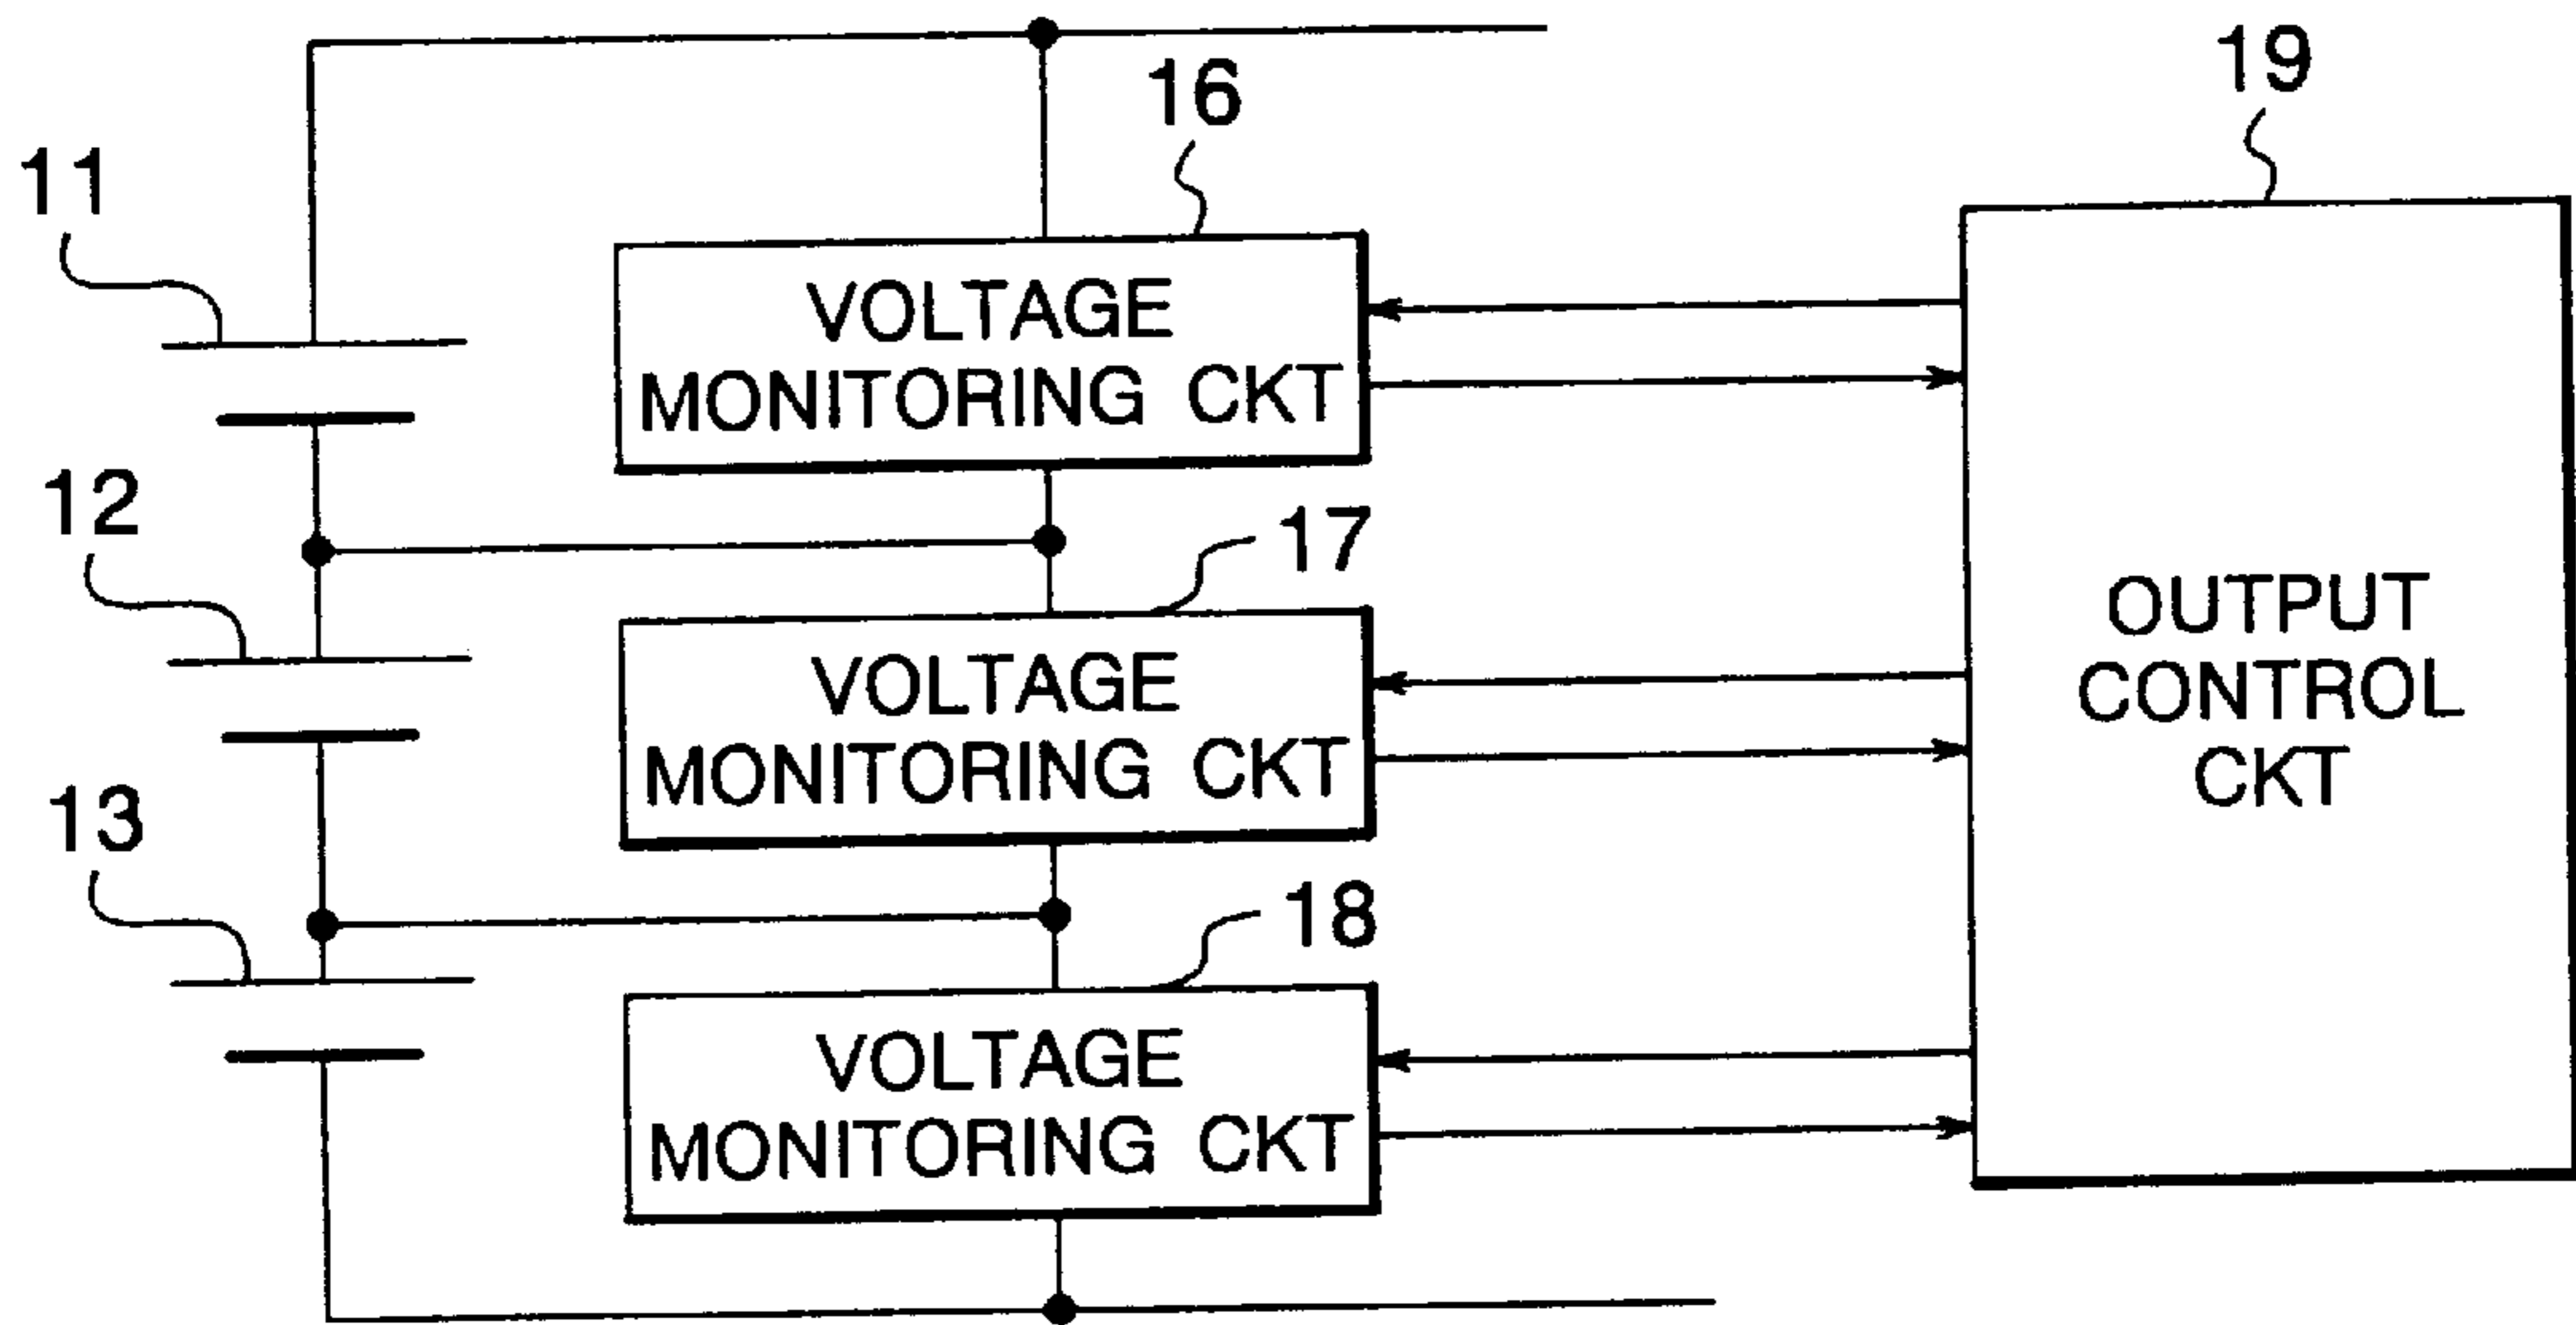 19
16
11
VOLTAGE
MONITORING CKT
12
17
OUTPUT
CONTROL
CKT
VOLTAGE
MONITORING CKT
13
18
VOLTAGE
MONITORING CKT